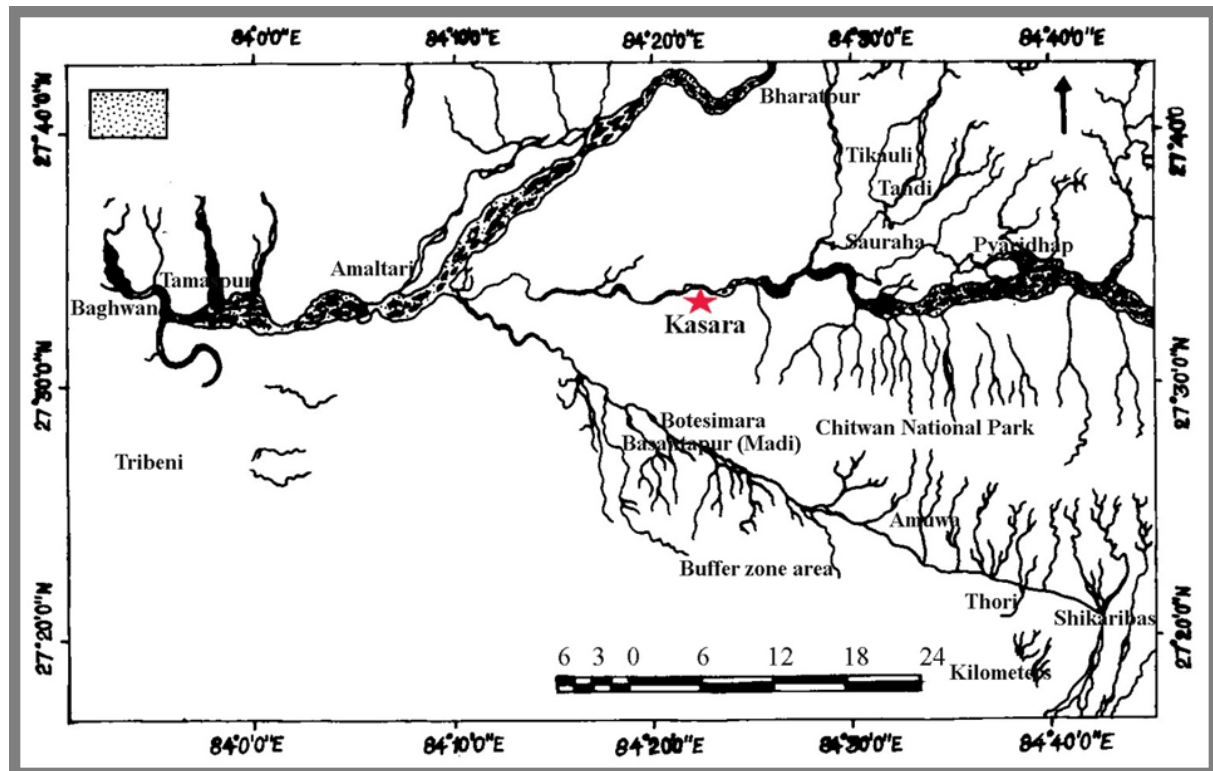 84°0'0"E 84°10'0"E 84°20'0"E 84°30'0"E 84°40'0"E
27°40'0"N
27°40'0
Bharatpur
Tikauli
Tandi
Sauraha
Pyaridhap
Amaltari
Tamaspur
Baghwan
Kasara
27°30'0"N
27°30'0"N
Botesimara
Chitwan National Park
Basantapur (Madi)
Tribeni
Amuwa
Buffer zone area
Thori
Shikaribas
27°20'0"N
27°20'0"N
6 3 0 6 12 18 24
Kilometers
84°0'0"E 84°10'0"E 84°20'0"E 84°30'0"E 84°40'0"E